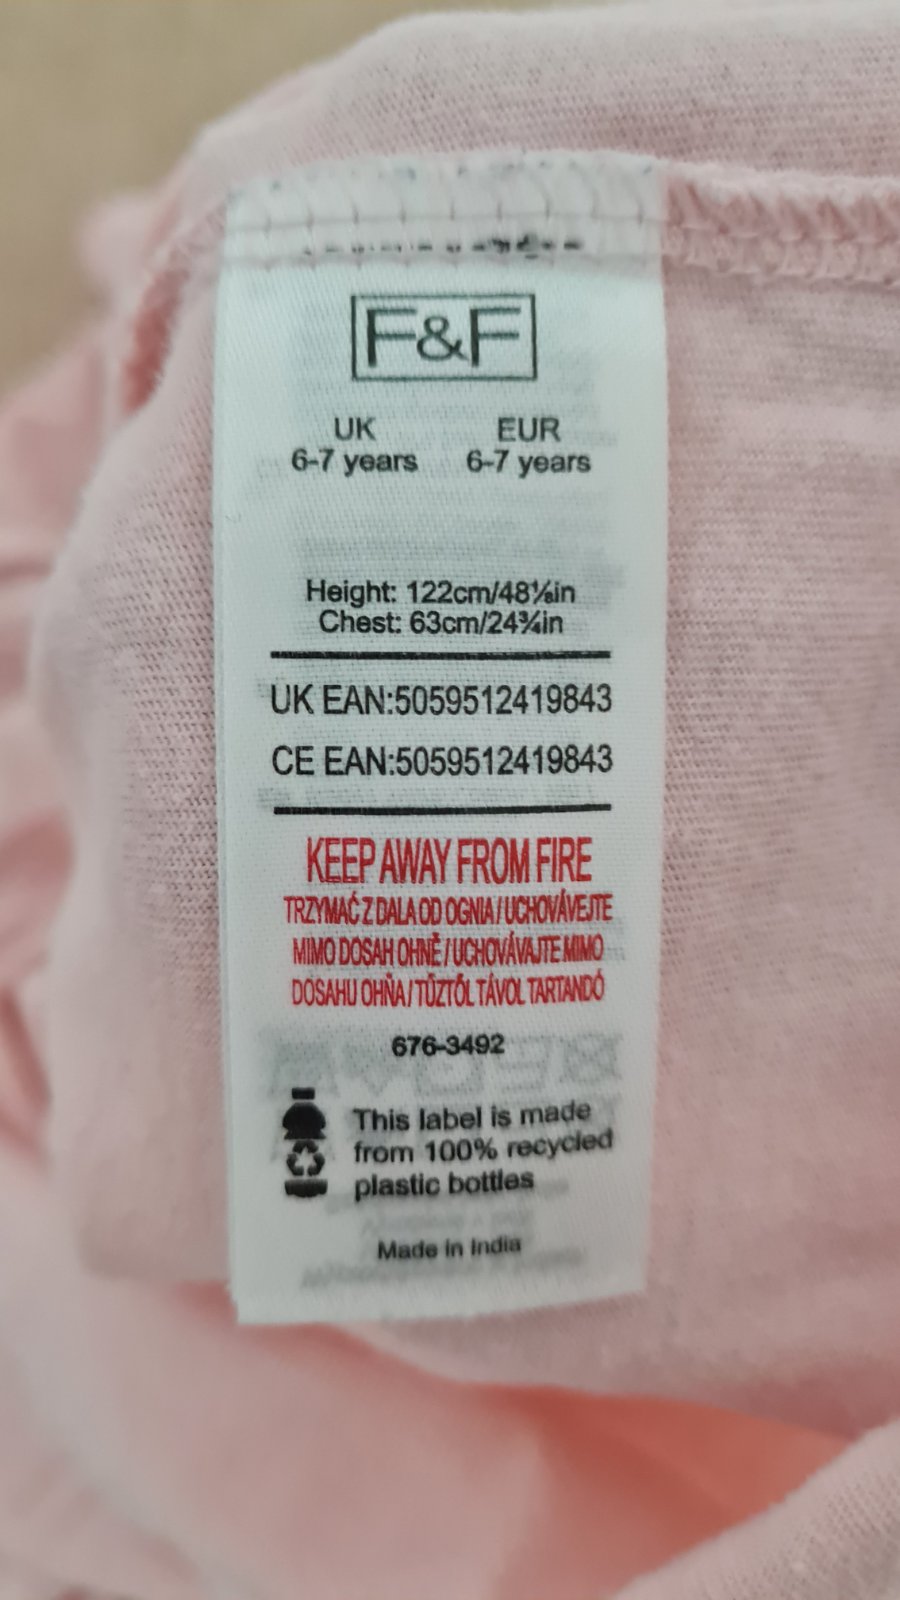 F&F
UK EUR
6-7 years 6-7 years
Height: 122cm/48⅛in
Chest: 63cm/24¾in
UK EAN:5059512419843
CE EAN:5059512419843
KEEP AWAY FROM FIRE
TRZYMAĆ Z DALA OD OGNIA / UCHOVÁVEJTE
MIMO DOSAH OHNĚ / UCHOVÁVAJTE MIMO
DOSAHU OHŇA / TŰZTŐL TÁVOL TARTANDÓ
676-3492
This label is made
from 100% recycled
plastic bottles
Made in India